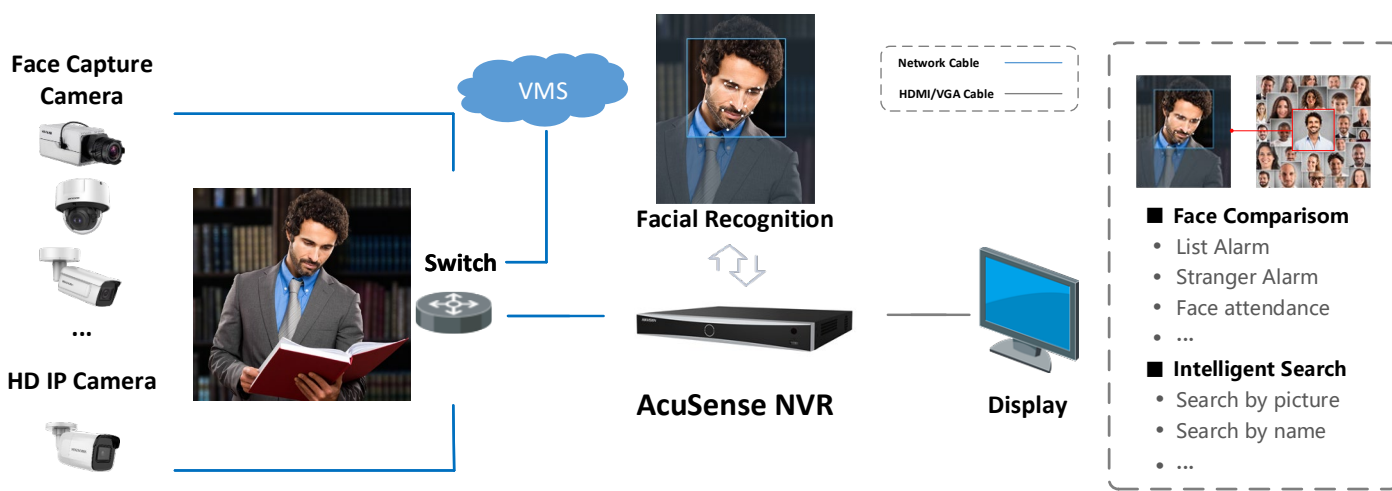 Face Capture
Camera
...
HD IP Camera
VMS
Switch
Facial Recognition
AcuSense NVR
Network Cable
HDMI/VGA Cable
Display
■ Face Comparisom
• List Alarm
• Stranger Alarm
• Face attendance
• ...
■ Intelligent Search
• Search by picture
• Search by name
• ...